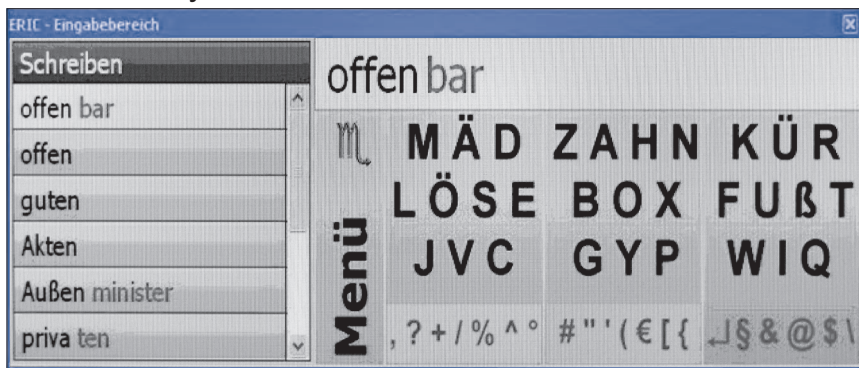 ERIC - Eingabebereich
Schreiben
offen bar
offen
guten
Akten
Außen minister
priva ten
offen bar
MÄD ZAHN KÜR
LÖSE BOX FUßT
JVC GYP WIQ
Menü
, ? + / % ^ ° # " ' ( € [ { ↲ § & @ $ \